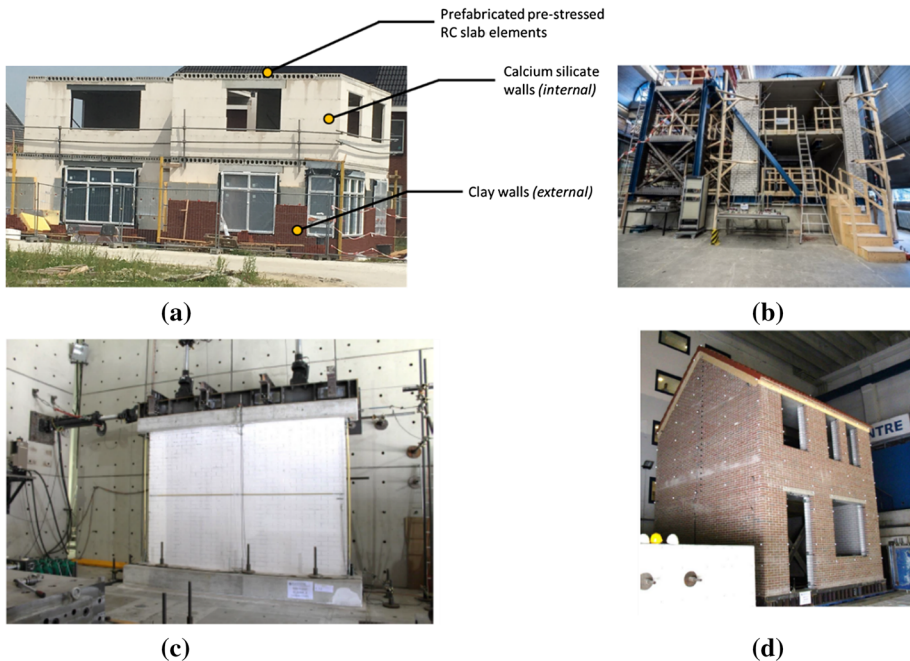 Prefabricated pre-stressed
RC slab elements
Calcium silicate
walls (internal)
Clay walls (external)
(a)
(b)
NTRE
(c)
(d)